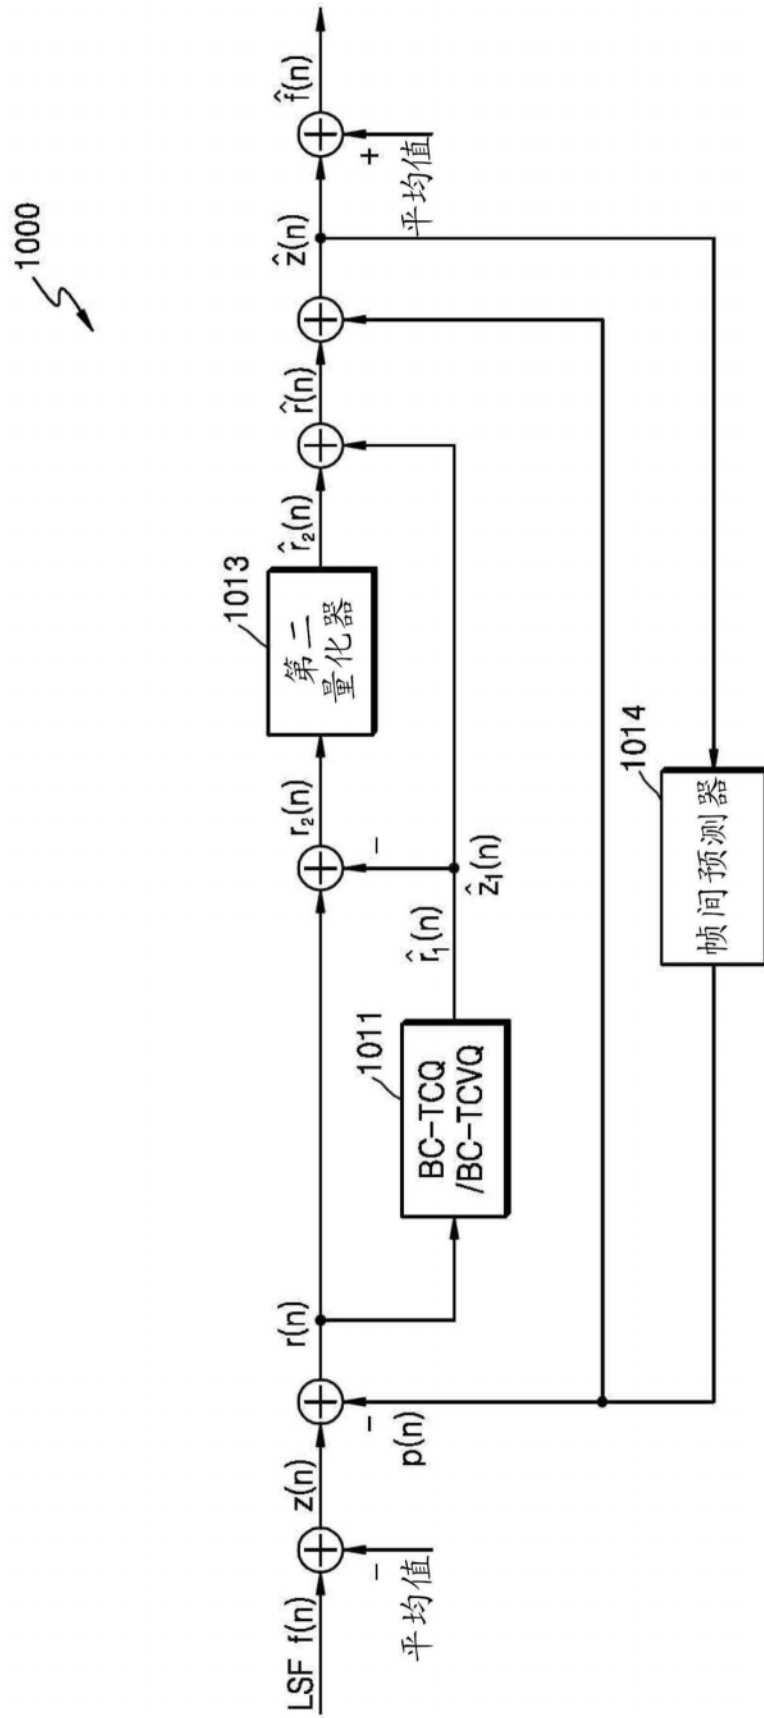 1000
LSF f(n)
−
平均值
z(n)
−
p(n)
r(n)
1011
BC-TCQ
/BC-TCVQ
r̂₁(n)
ẑ₁(n)
−
r₂(n)
1013
第二
量化器
r̂₂(n)
r̂(n)
ẑ(n)
+
平均值
f̂(n)
1014
帧间预测器